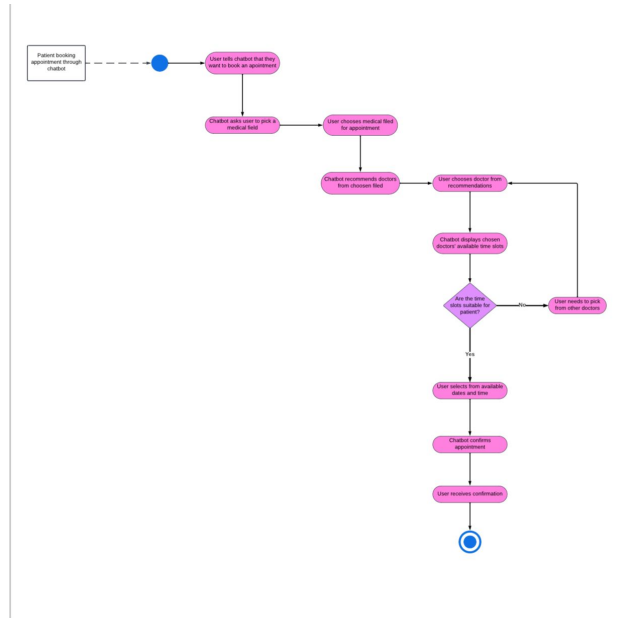 Patient booking
appointment through
chatbot
User tells chatbot that they
want to book an apointment
Chatbot asks user to pick a
medical field
User chooses medical filed
for appointment
Chatbot recommends doctors
from choosen filed
User chooses doctor from
recommendations
Chatbot displays chosen
doctors' available time slots
Are the time
slots suitable for
patient?
No
User needs to pick
from other doctors
Yes
User selects from available
dates and time
Chatbot confirms
appointment
User receives confirmation